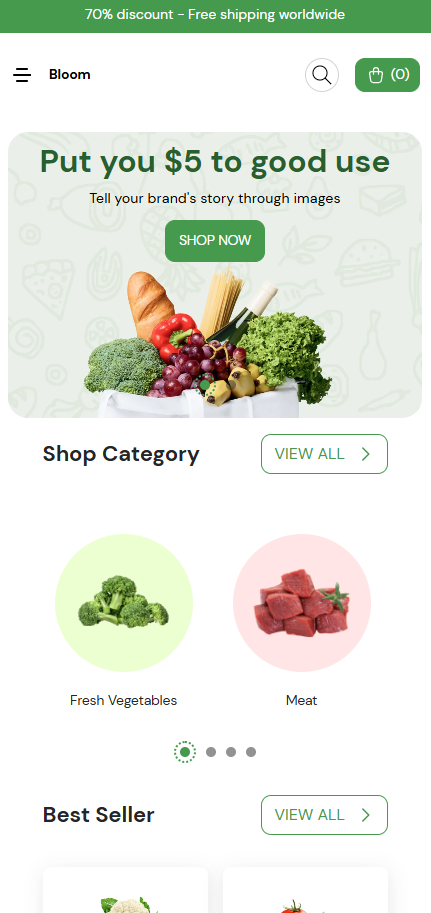 70% discount - Free shipping worldwide
Bloom
(0)
Put you $5 to good use
Tell your brand's story through images
SHOP NOW
Shop Category
VIEW ALL
Fresh Vegetables
Meat
Best Seller
VIEW ALL